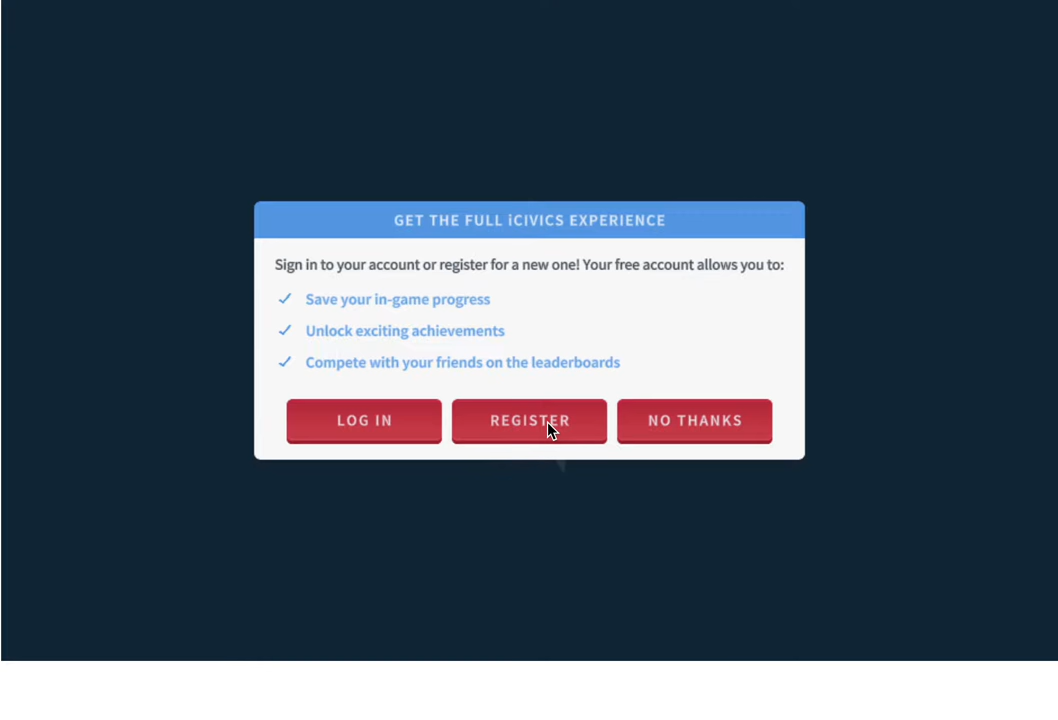 GET THE FULL iCIVICS EXPERIENCE
Sign in to your account or register for a new one! Your free account allows you to:
Save your in-game progress
Unlock exciting achievements
Compete with your friends on the leaderboards
LOG IN
REGISTER
NO THANKS